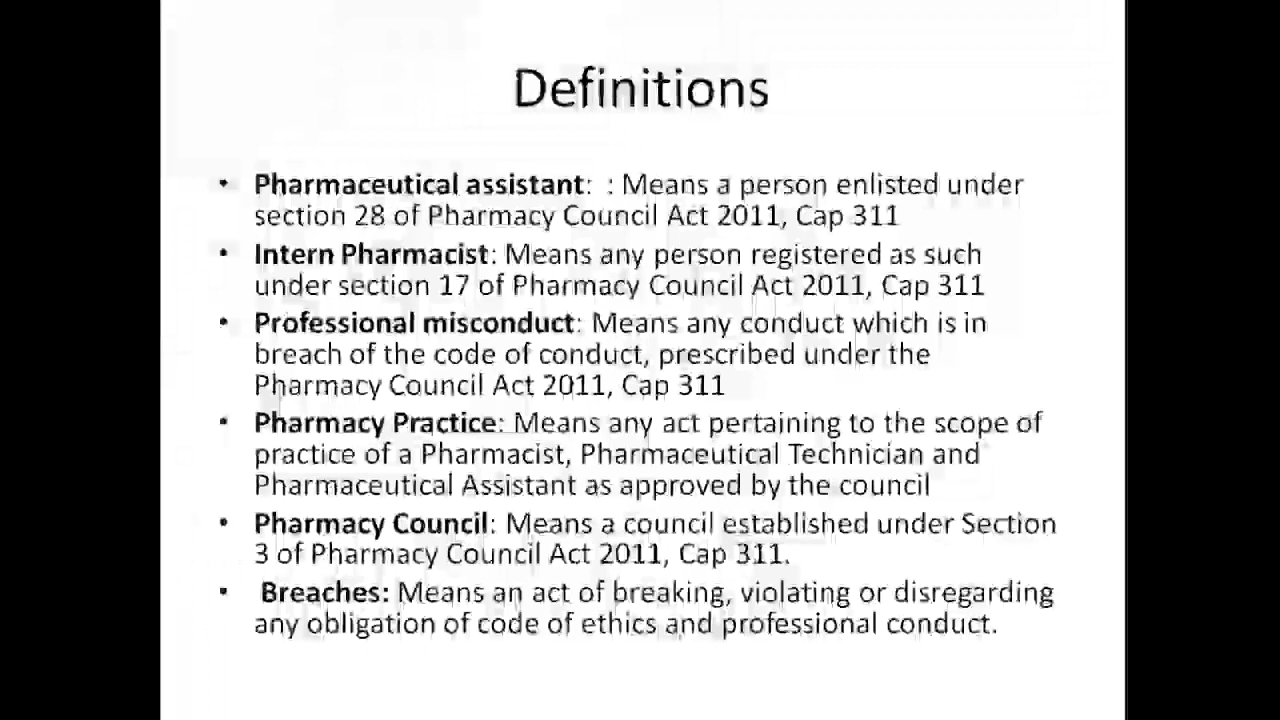 Definitions
• Pharmaceutical assistant: : Means a person enlisted under
section 28 of Pharmacy Council Act 2011, Cap 311
• Intern Pharmacist: Means any person registered as such
under section 17 of Pharmacy Council Act 2011, Cap 311
• Professional misconduct: Means any conduct which is in
breach of the code of conduct, prescribed under the
Pharmacy Council Act 2011, Cap 311
• Pharmacy Practice: Means any act pertaining to the scope of
practice of a Pharmacist, Pharmaceutical Technician and
Pharmaceutical Assistant as approved by the council
• Pharmacy Council: Means a council established under Section
3 of Pharmacy Council Act 2011, Cap 311.
• Breaches: Means an act of breaking, violating or disregarding
any obligation of code of ethics and professional conduct.